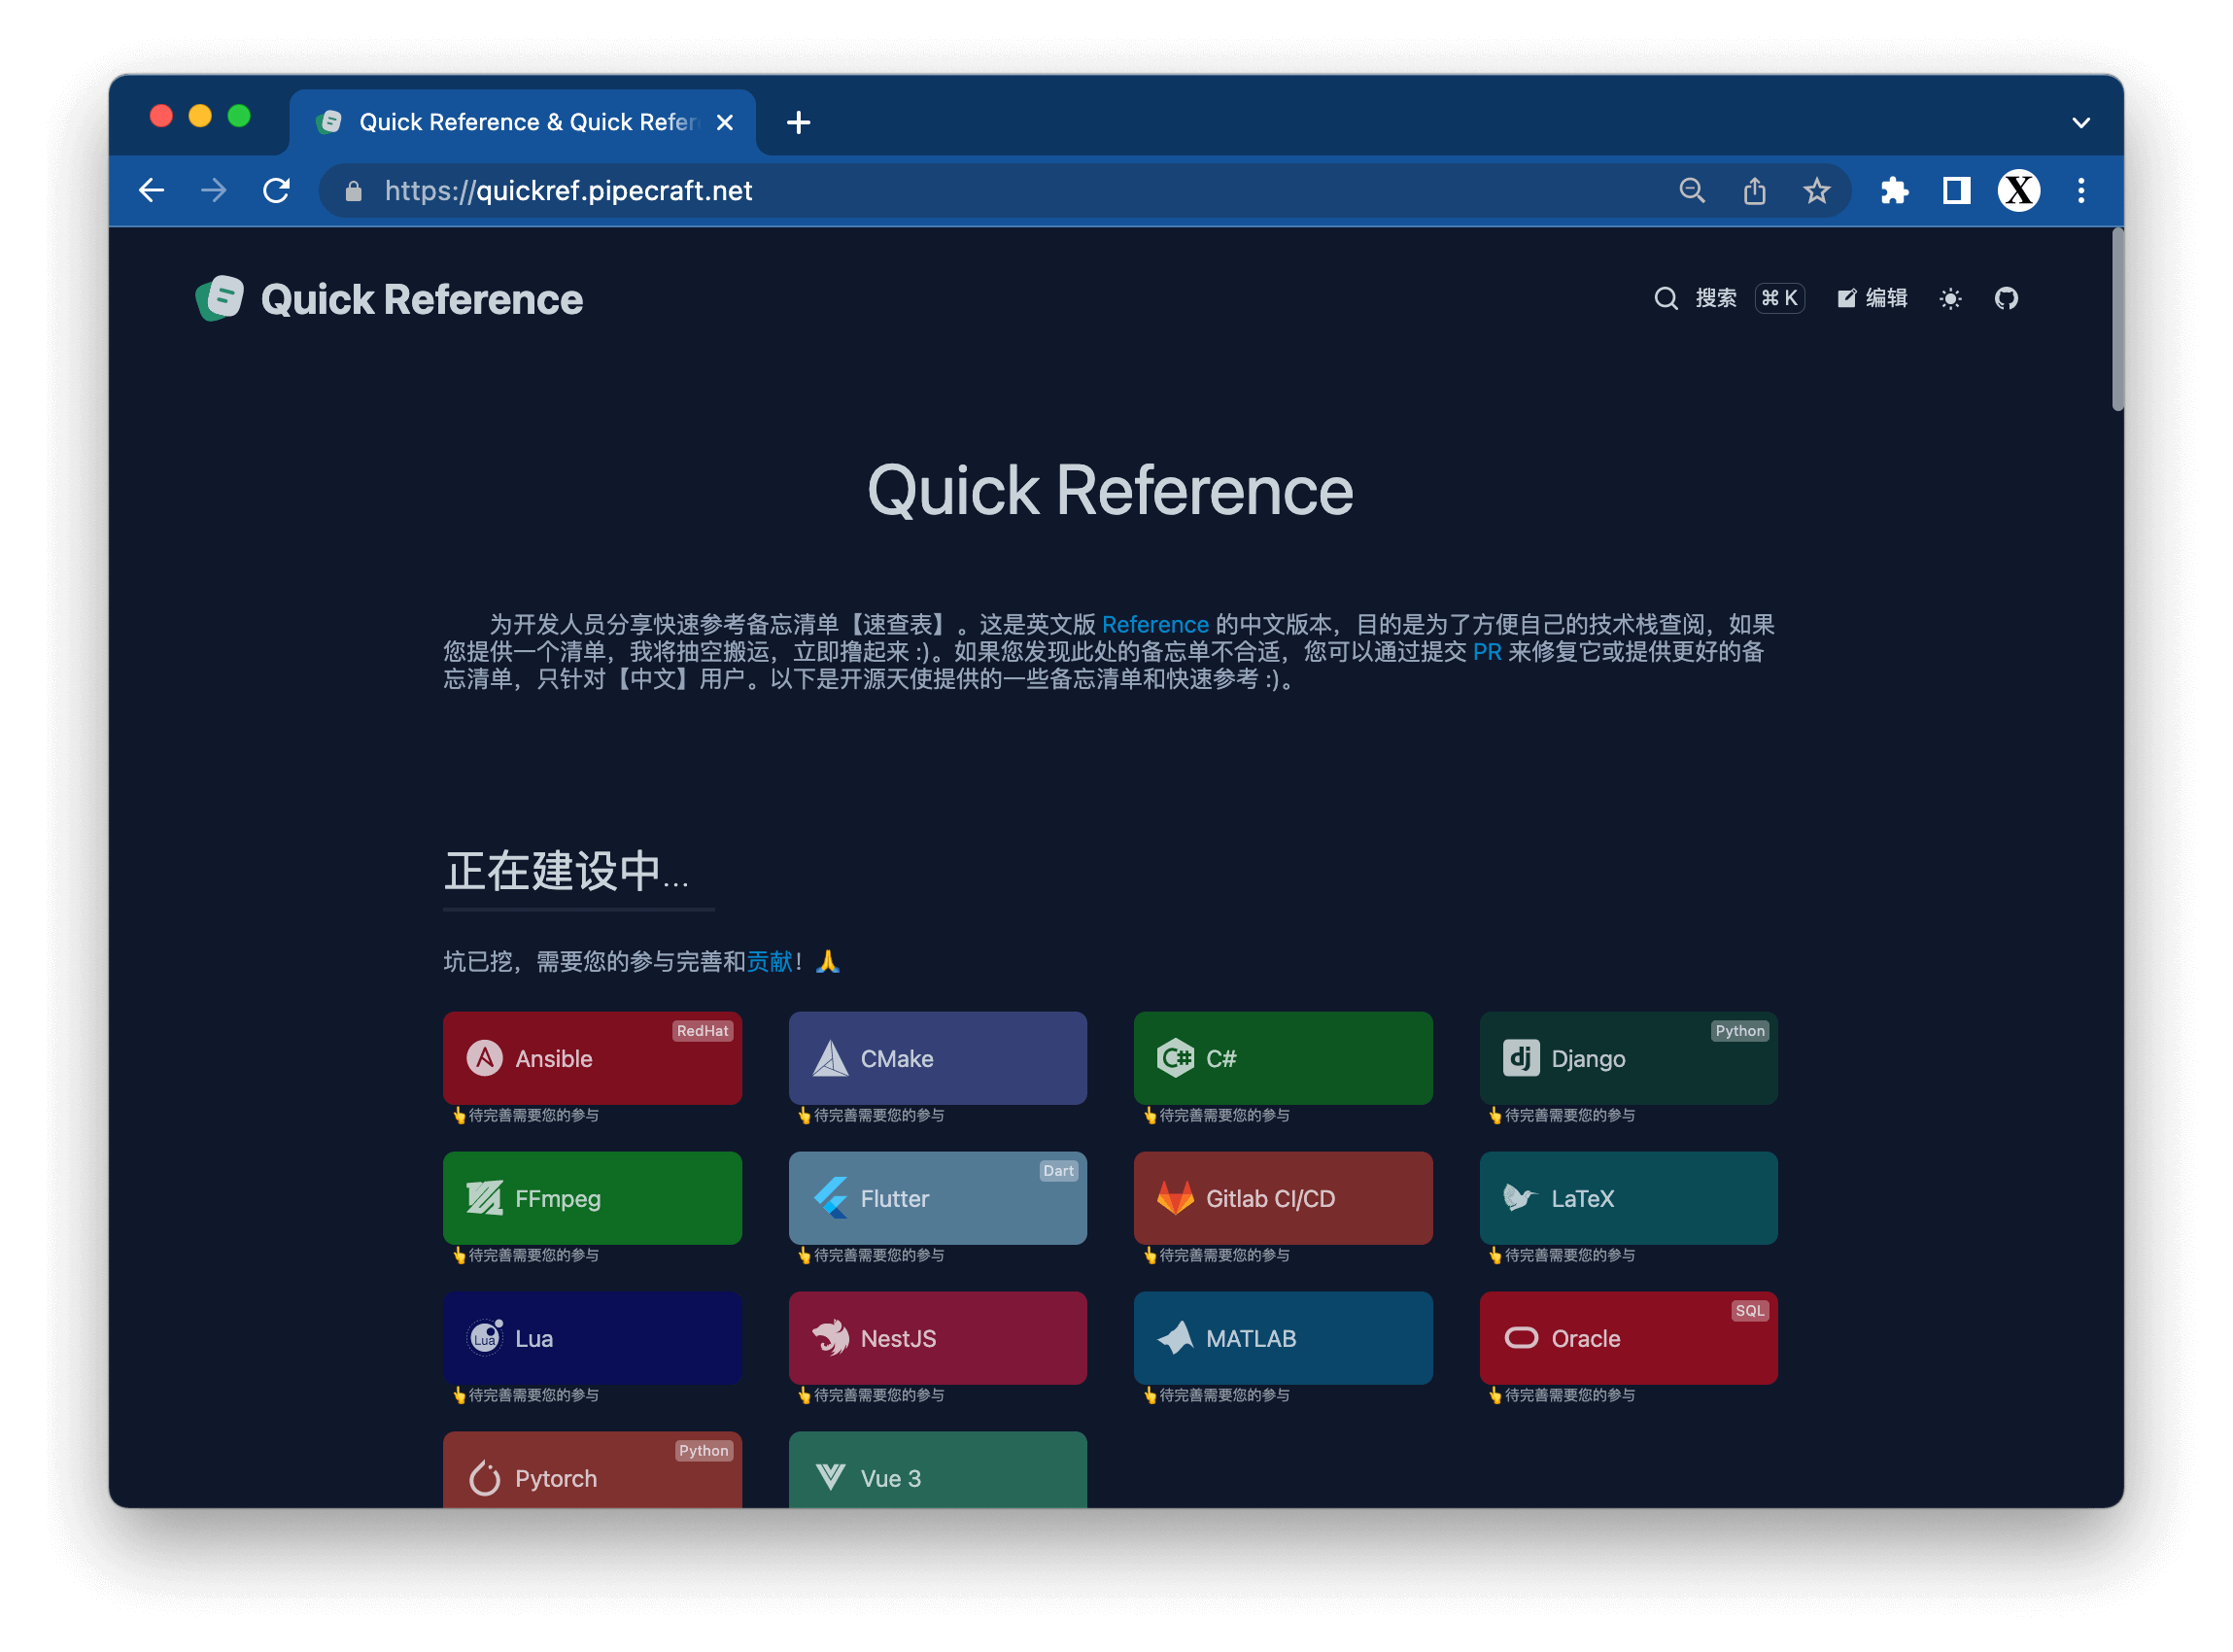 Quick Reference & Quick Refer
https://quickref.pipecraft.net
Quick Reference
搜索 ⌘ K 编辑
Quick Reference
为开发人员分享快速参考备忘清单【速查表】。这是英文版 Reference 的中文版本，目的是为了方便自己的技术栈查阅，如果
您提供一个清单，我将抽空搬运，立即撸起来 :)。如果您发现此处的备忘单不合适，您可以通过提交 PR 来修复它或提供更好的备
忘清单，只针对【中文】用户。以下是开源天使提供的一些备忘清单和快速参考 :)。
正在建设中...
坑已挖，需要您的参与完善和贡献！🙏
Ansible RedHat
CMake
C#
Django Python
👆待完善需要您的参与
👆待完善需要您的参与
👆待完善需要您的参与
👆待完善需要您的参与
FFmpeg
Flutter Dart
Gitlab CI/CD
LaTeX
👆待完善需要您的参与
👆待完善需要您的参与
👆待完善需要您的参与
👆待完善需要您的参与
Lua
NestJS
MATLAB
Oracle SQL
👆待完善需要您的参与
👆待完善需要您的参与
👆待完善需要您的参与
👆待完善需要您的参与
Pytorch Python
Vue 3